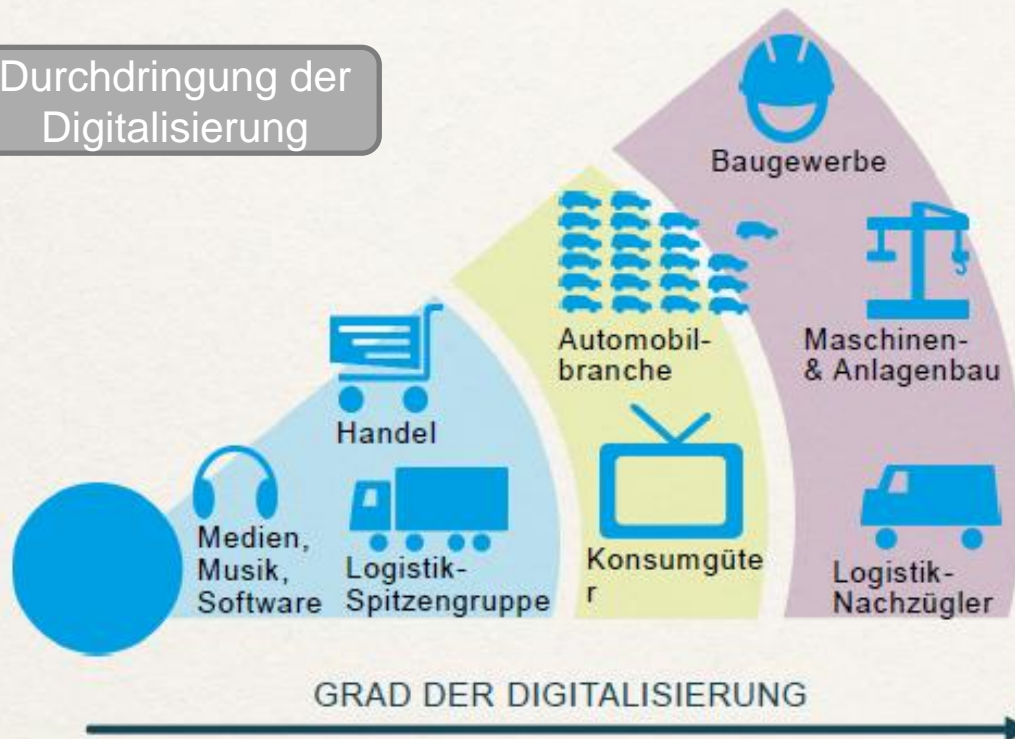 Durchdringung der
Digitalisierung
Baugewerbe
Automobil-
branche
Maschinen-
& Anlagenbau
Handel
Medien,
Musik,
Software
Logistik-
Spitzengruppe
Konsumgüte
r
Logistik-
Nachzügler
GRAD DER DIGITALISIERUNG